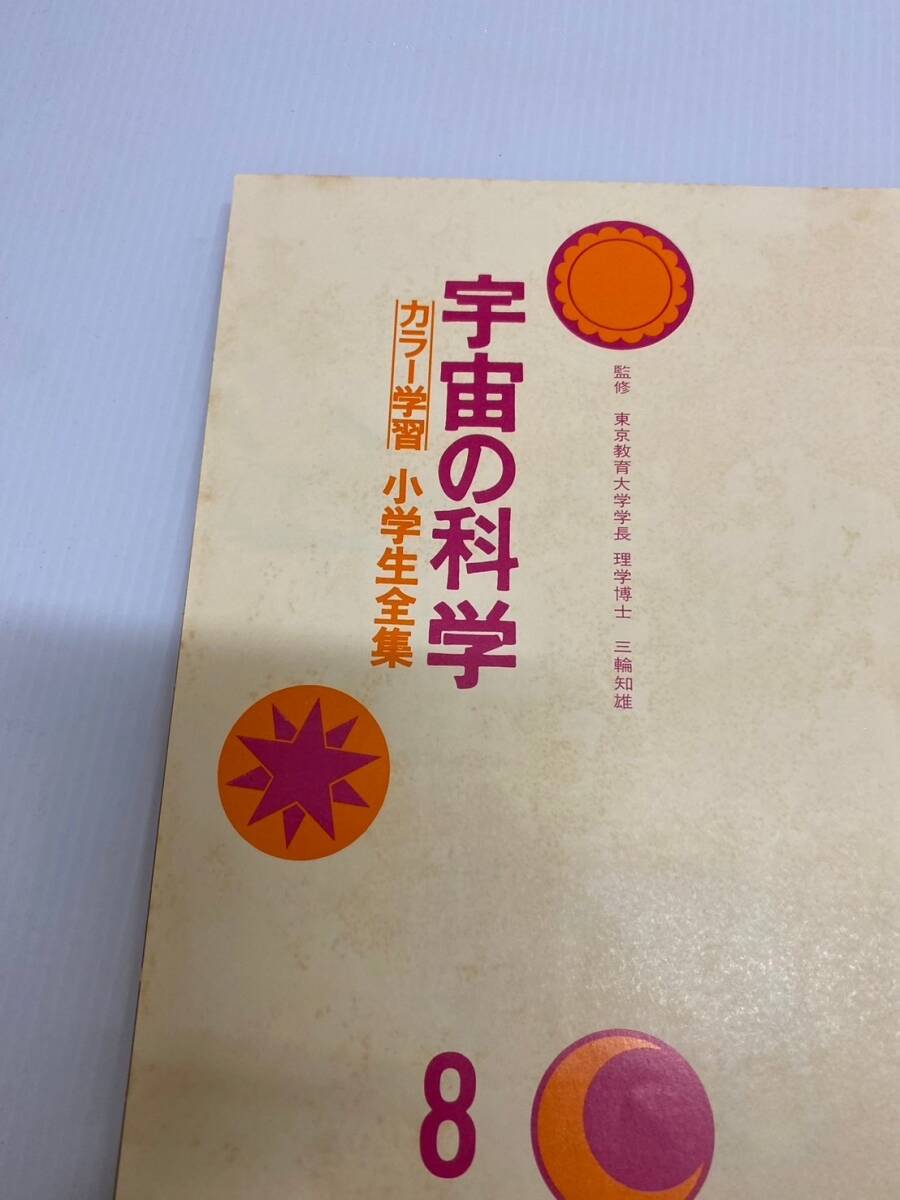 監修 東京教育大学学長 理学博士 三輪知雄
宇宙の科学
カラー学習 小学生全集
8